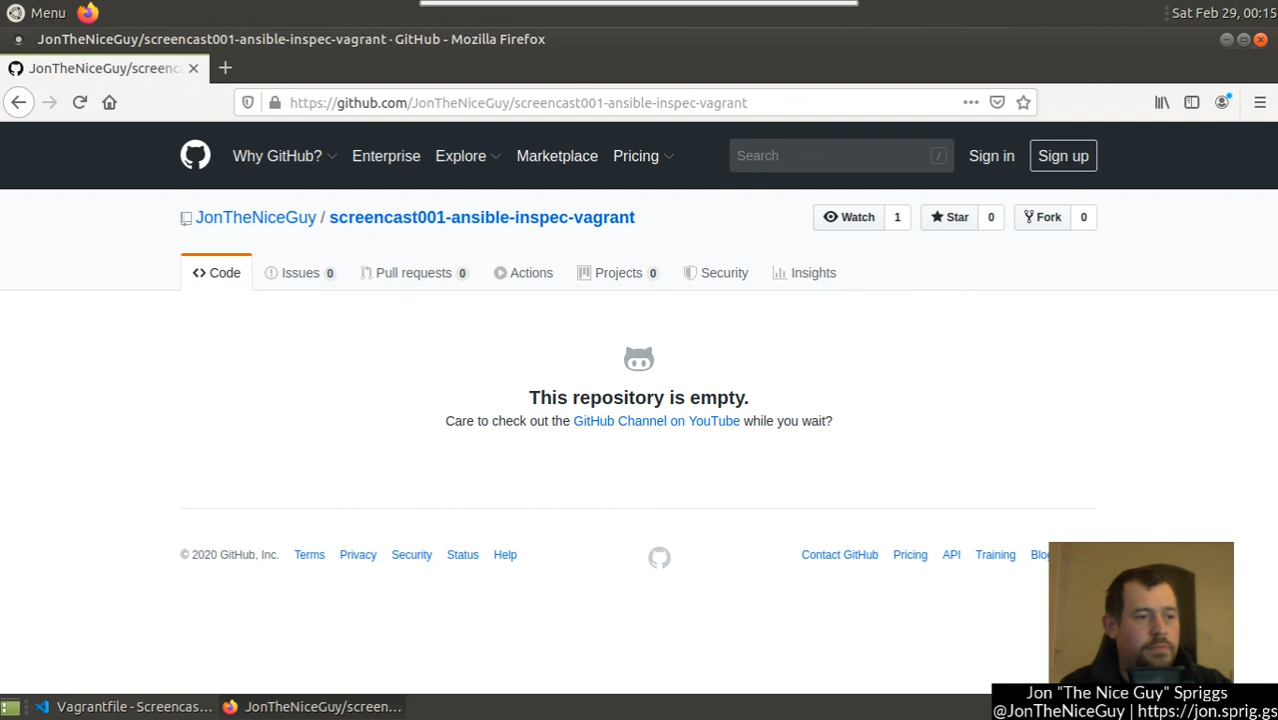 Menu
Sat Feb 29, 00:15
JonTheNiceGuy/screencast001-ansible-inspec-vagrant · GitHub - Mozilla Firefox
JonTheNiceGuy/screenc
https://github.com/JonTheNiceGuy/screencast001-ansible-inspec-vagrant
Why GitHub? Enterprise Explore Marketplace Pricing Search / Sign in Sign up
JonTheNiceGuy / screencast001-ansible-inspec-vagrant Watch 1 Star 0 Fork 0
Code Issues 0 Pull requests 0 Actions Projects 0 Security Insights
This repository is empty.
Care to check out the GitHub Channel on YouTube while you wait?
© 2020 GitHub, Inc. Terms Privacy Security Status Help Contact GitHub Pricing API Training Blog
Vagrantfile - Screencas... JonTheNiceGuy/screen...
Jon "The Nice Guy" Spriggs
@JonTheNiceGuy | https://jon.sprig.gs